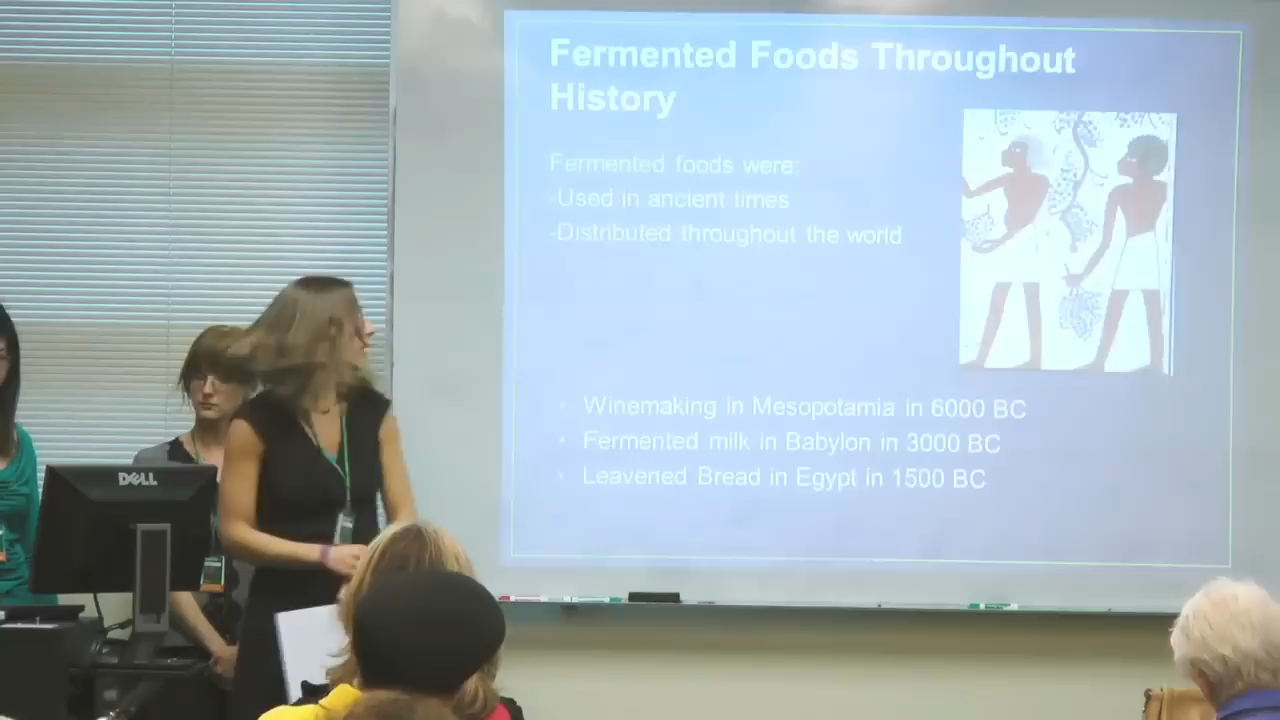 Fermented Foods Throughout
History
Fermented foods were:
-Used in ancient times
-Distributed throughout the world
• Winemaking in Mesopotamia in 6000 BC
• Fermented milk in Babylon in 3000 BC
• Leavened Bread in Egypt in 1500 BC
DELL